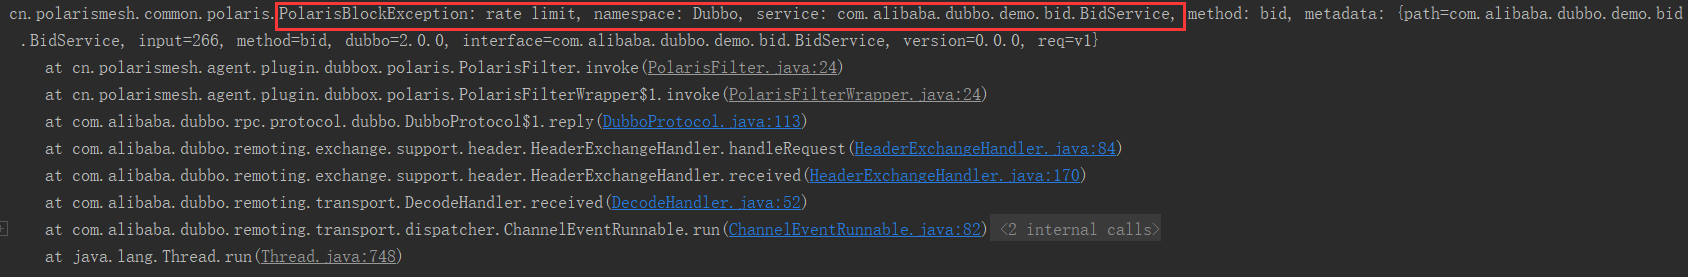 cn.polarismesh.common.polaris.PolarisBlockException: rate limit, namespace: Dubbo, service: com.alibaba.dubbo.demo.bid.BidService, method: bid, metadata: {path=com.alibaba.dubbo.demo.bid
.BidService, input=266, method=bid, dubbo=2.0.0, interface=com.alibaba.dubbo.demo.bid.BidService, version=0.0.0, req=v1}
at cn.polarismesh.agent.plugin.dubbox.polaris.PolarisFilter.invoke(PolarisFilter.java:24)
at cn.polarismesh.agent.plugin.dubbox.polaris.PolarisFilterWrapper$1.invoke(PolarisFilterWrapper.java:24)
at com.alibaba.dubbo.rpc.protocol.dubbo.DubboProtocol$1.reply(DubboProtocol.java:113)
at com.alibaba.dubbo.remoting.exchange.support.header.HeaderExchangeHandler.handleRequest(HeaderExchangeHandler.java:84)
at com.alibaba.dubbo.remoting.exchange.support.header.HeaderExchangeHandler.received(HeaderExchangeHandler.java:170)
at com.alibaba.dubbo.remoting.transport.DecodeHandler.received(DecodeHandler.java:52)
at com.alibaba.dubbo.remoting.transport.dispatcher.ChannelEventRunnable.run(ChannelEventRunnable.java:82) <2 internal calls>
at java.lang.Thread.run(Thread.java:748)